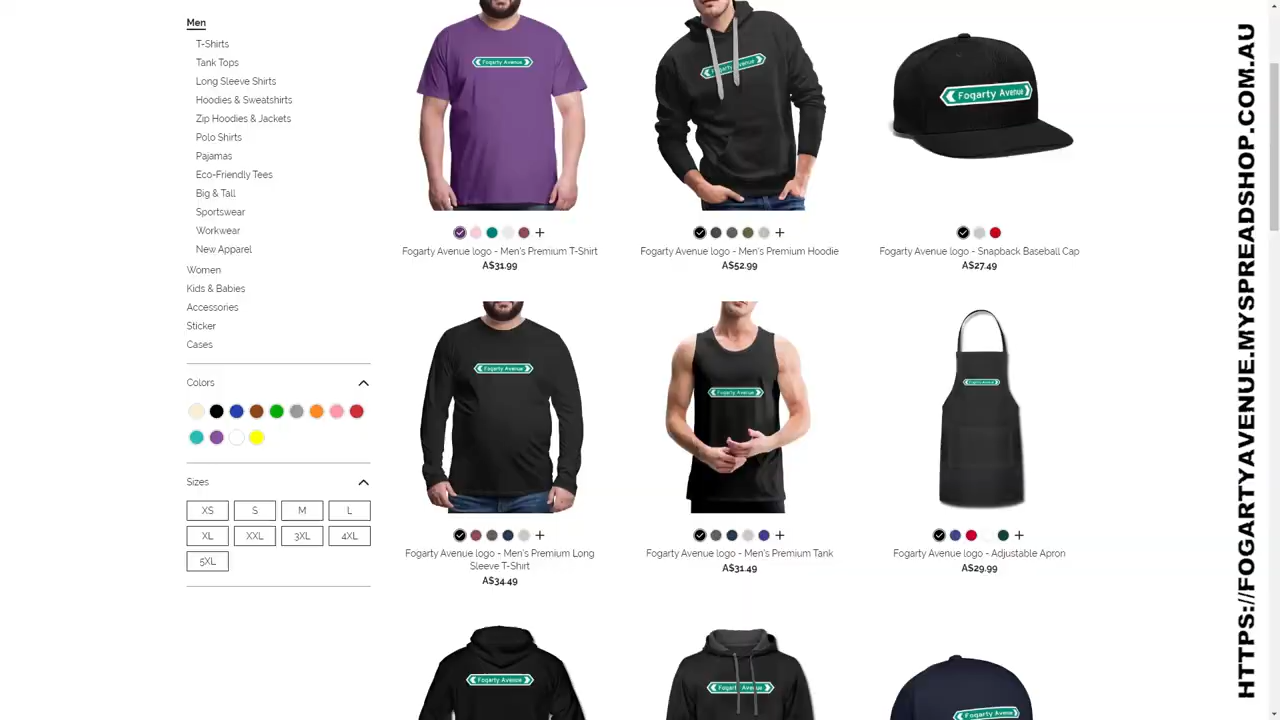 Men
T-Shirts
Tank Tops
Long Sleeve Shirts
Hoodies & Sweatshirts
Zip Hoodies & Jackets
Polo Shirts
Pajamas
Eco-Friendly Tees
Big & Tall
Sportswear
Workwear
New Apparel
Women
Kids & Babies
Accessories
Sticker
Cases
Colors
Sizes
XS S M L
XL XXL 3XL 4XL
5XL
Fogarty Avenue
Fogarty Avenue logo - Men's Premium T-Shirt
A$31.99
Fogarty Avenue
Fogarty Avenue logo - Men's Premium Hoodie
A$52.99
Fogarty Avenue
Fogarty Avenue logo - Snapback Baseball Cap
A$27.49
Fogarty Avenue
Fogarty Avenue logo - Men's Premium Long
Sleeve T-Shirt
A$34.49
Fogarty Avenue
Fogarty Avenue logo - Men's Premium Tank
A$31.49
Fogarty Avenue
Fogarty Avenue logo - Adjustable Apron
A$29.99
Fogarty Avenue
Fogarty Avenue
Fogarty Avenue
HTTPS://FOGARTYAVENUE.MYSPREADSHOP.COM.AU